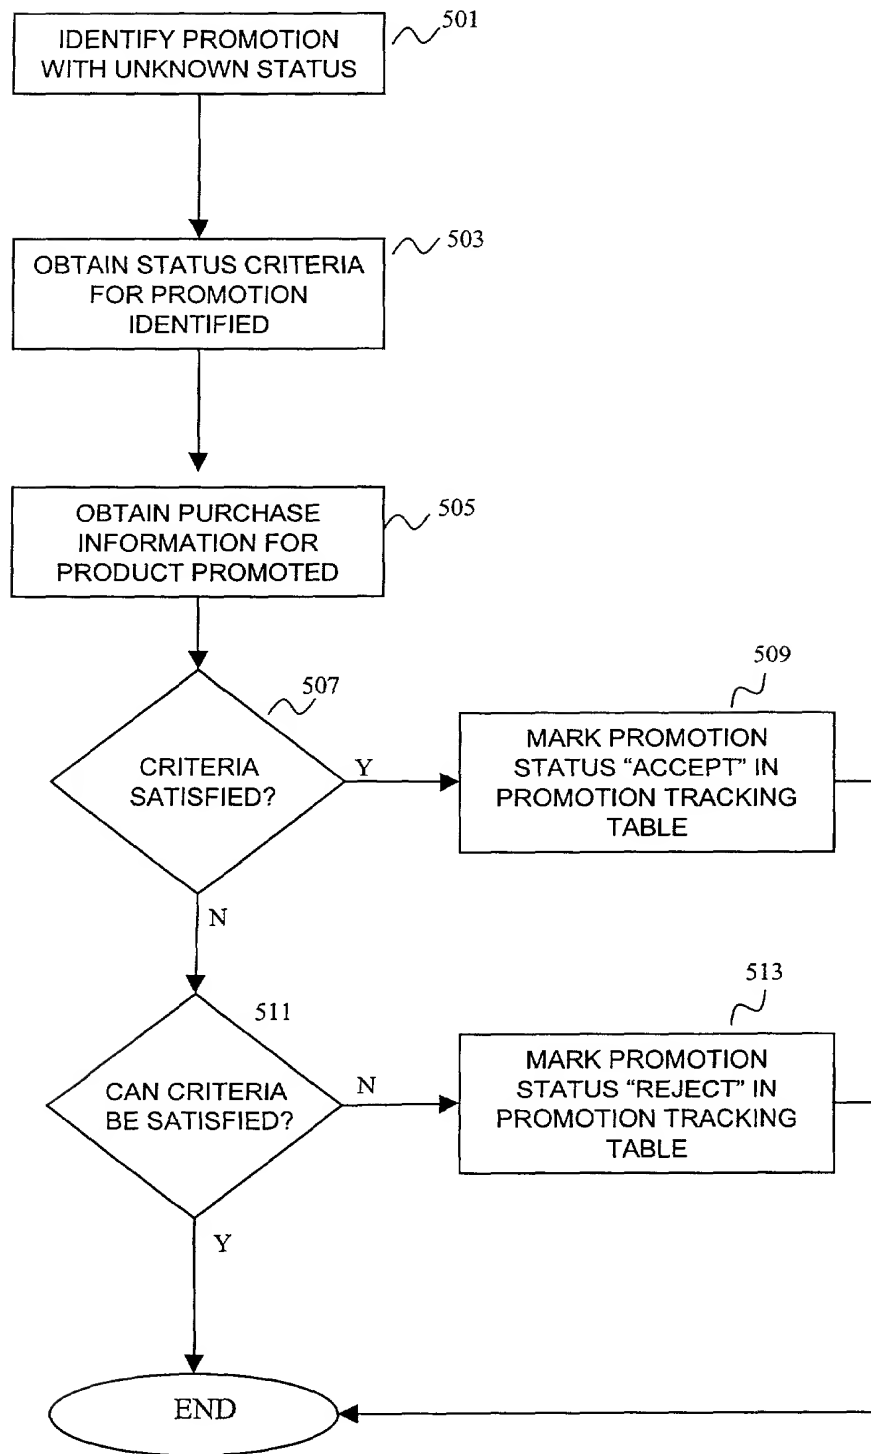 501
IDENTIFY PROMOTION
WITH UNKNOWN STATUS
503
OBTAIN STATUS CRITERIA
FOR PROMOTION
IDENTIFIED
505
OBTAIN PURCHASE
INFORMATION FOR
PRODUCT PROMOTED
507
CRITERIA
SATISFIED?
Y
509
MARK PROMOTION
STATUS “ACCEPT” IN
PROMOTION TRACKING
TABLE
N
511
CAN CRITERIA
BE SATISFIED?
N
513
MARK PROMOTION
STATUS “REJECT” IN
PROMOTION TRACKING
TABLE
Y
END